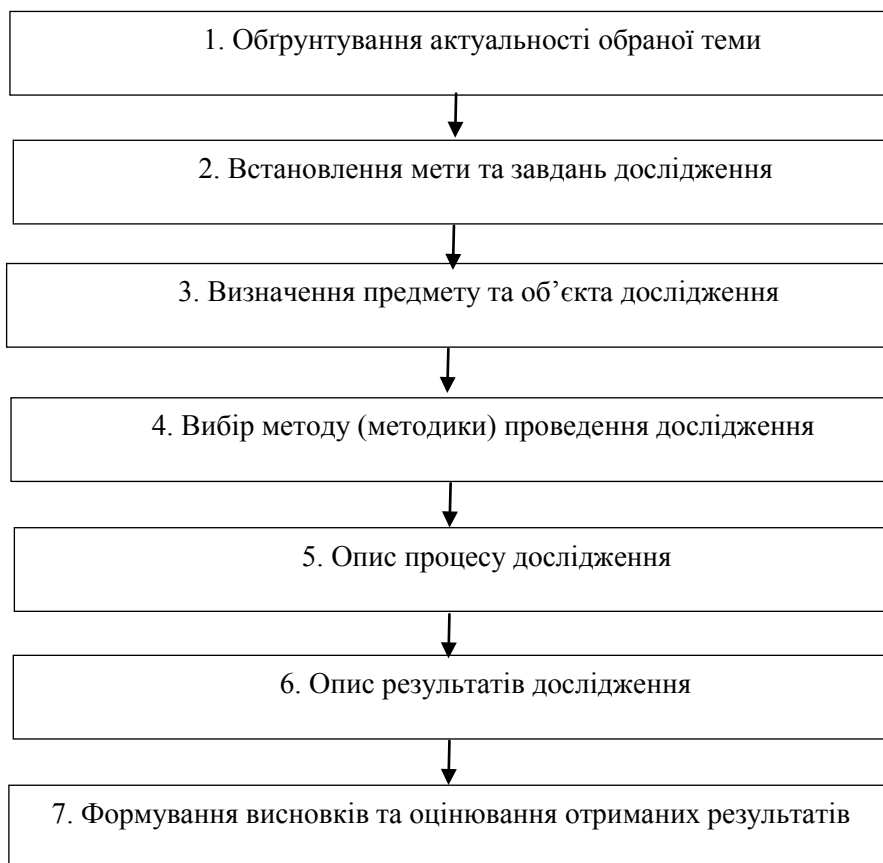 1. Обґрунтування актуальності обраної теми
2. Встановлення мети та завдань дослідження
3. Визначення предмету та об’єкта дослідження
4. Вибір методу (методики) проведення дослідження
5. Опис процесу дослідження
6. Опис результатів дослідження
7. Формування висновків та оцінювання отриманих результатів